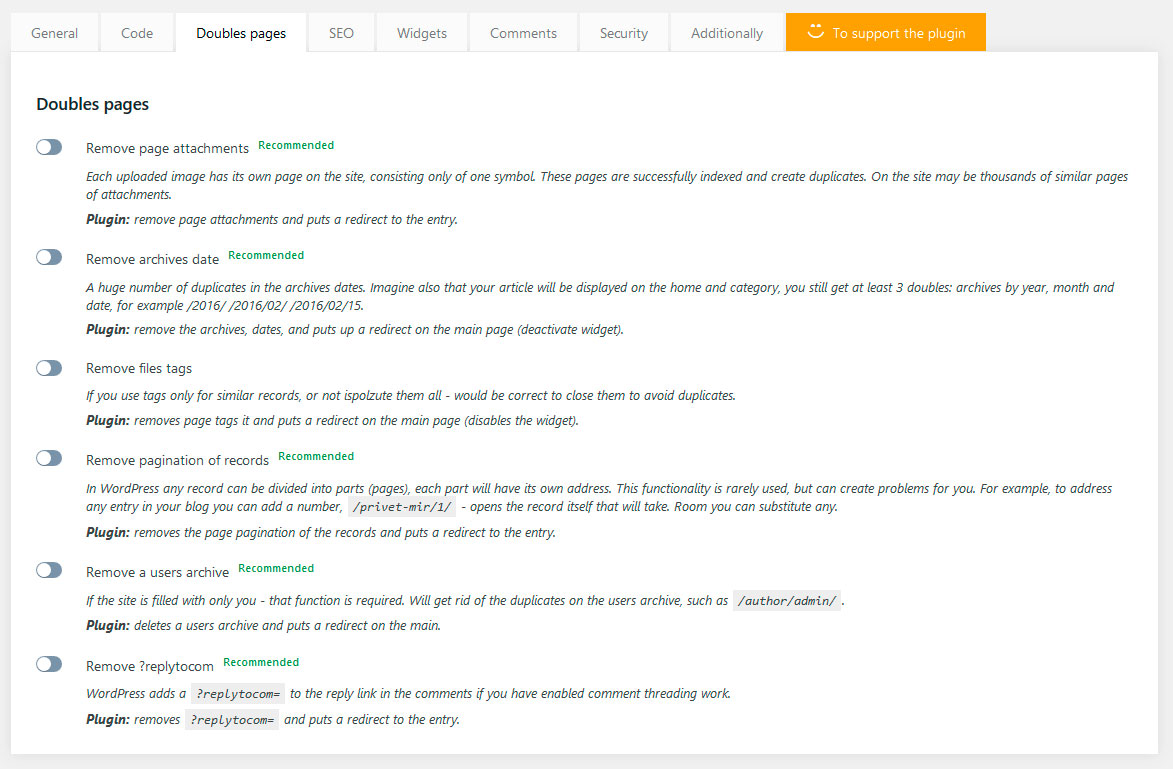 General Code Doubles pages SEO Widgets Comments Security Additionally To support the plugin
Doubles pages
Remove page attachments Recommended
Each uploaded image has its own page on the site, consisting only of one symbol. These pages are successfully indexed and create duplicates. On the site may be thousands of similar pages
of attachments.
Plugin: remove page attachments and puts a redirect to the entry.
Remove archives date Recommended
A huge number of duplicates in the archives dates. Imagine also that your article will be displayed on the home and category, you still get at least 3 doubles: archives by year, month and
date, for example /2016/ /2016/02/ /2016/02/15.
Plugin: remove the archives, dates, and puts up a redirect on the main page (deactivate widget).
Remove files tags
If you use tags only for similar records, or not ispolzute them all - would be correct to close them to avoid duplicates.
Plugin: removes page tags it and puts a redirect on the main page (disables the widget).
Remove pagination of records Recommended
In WordPress any record can be divided into parts (pages), each part will have its own address. This functionality is rarely used, but can create problems for you. For example, to address
any entry in your blog you can add a number, /privet-mir/1/ - opens the record itself that will take. Room you can substitute any.
Plugin: removes the page pagination of the records and puts a redirect to the entry.
Remove a users archive Recommended
If the site is filled with only you - that function is required. Will get rid of the duplicates on the users archive, such as /author/admin/ .
Plugin: deletes a users archive and puts a redirect on the main.
Remove ?replytocom Recommended
WordPress adds a ?replytocom= to the reply link in the comments if you have enabled comment threading work.
Plugin: removes ?replytocom= and puts a redirect to the entry.